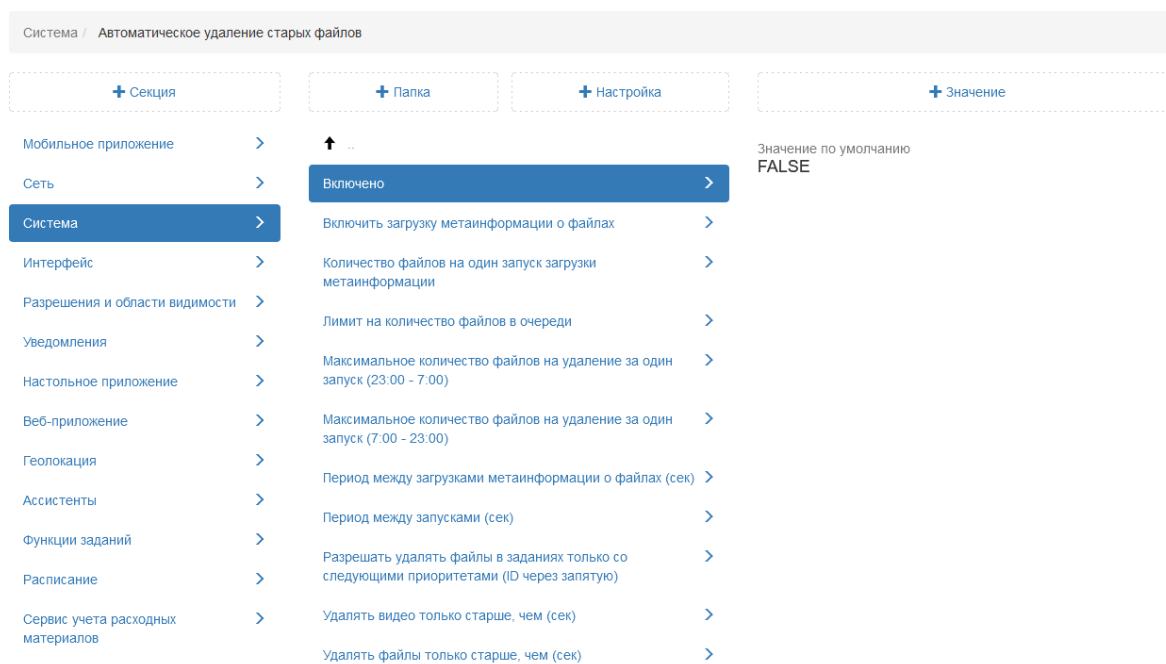 Система / Автоматическое удаление старых файлов
+ Секция
+ Папка
+ Настройка
+ Значение
Мобильное приложение
Сеть
Система
Интерфейс
Разрешения и области видимости
Уведомления
Настольное приложение
Веб-приложение
Геолокация
Ассистенты
Функции заданий
Расписание
Сервис учета расходных
материалов
..
Включено
Включить загрузку метаинформации о файлах
Количество файлов на один запуск загрузки
метаинформации
Лимит на количество файлов в очереди
Максимальное количество файлов на удаление за один
запуск (23:00 - 7:00)
Максимальное количество файлов на удаление за один
запуск (7:00 - 23:00)
Период между загрузками метаинформации о файлах (сек)
Период между запусками (сек)
Разрешать удалять файлы в заданиях только со
следующими приоритетами (ID через запятую)
Удалять видео только старше, чем (сек)
Удалять файлы только старше, чем (сек)
Значение по умолчанию
FALSE